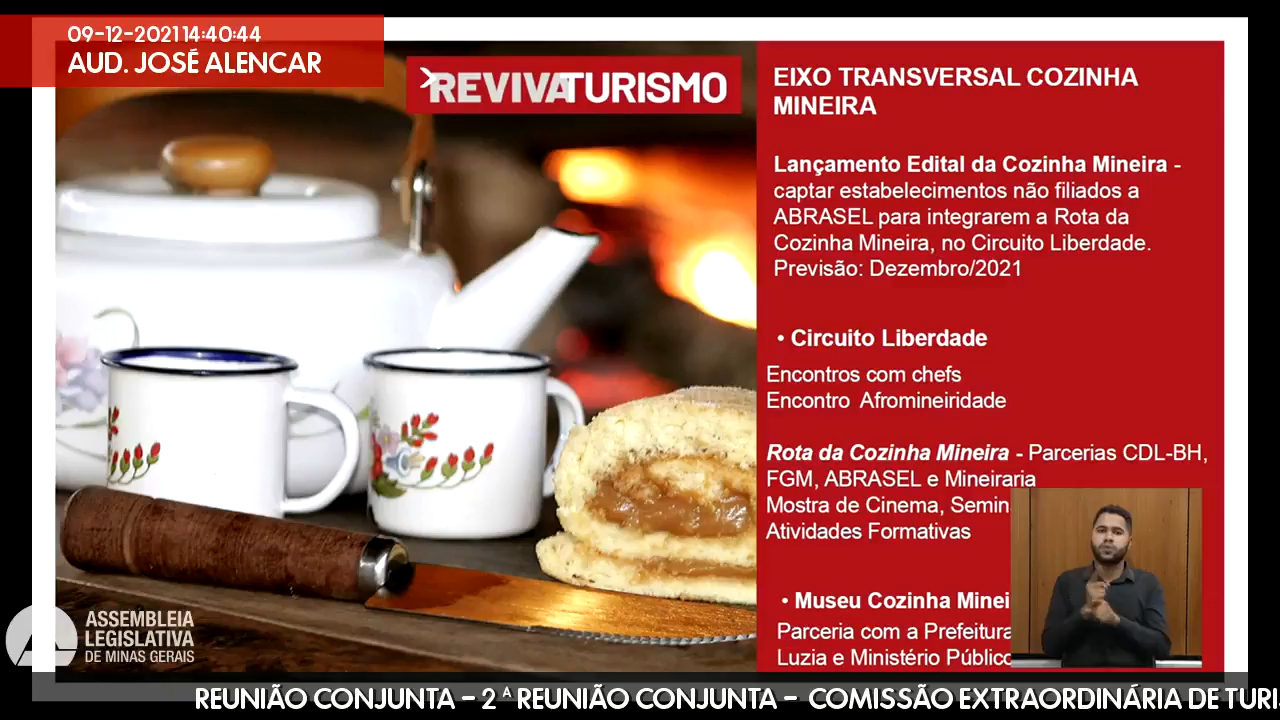 09-12-2021 14:40:44
AUD. JOSÉ ALENCAR
REVIVATURISMO
EIXO TRANSVERSAL COZINHA
MINEIRA
Lançamento Edital da Cozinha Mineira -
captar estabelecimentos não filiados a
ABRASEL para integrarem a Rota da
Cozinha Mineira, no Circuito Liberdade.
Previsão: Dezembro/2021
• Circuito Liberdade
Encontros com chefs
Encontro Afromineiridade
Rota da Cozinha Mineira - Parcerias CDL-BH,
FGM, ABRASEL e Mineiraria
Mostra de Cinema, Semin
Atividades Formativas
• Museu Cozinha Minei
Parceria com a Prefeitura
Luzia e Ministério Público
ASSEMBLEIA
LEGISLATIVA
DE MINAS GERAIS
REUNIÃO CONJUNTA – 2ª REUNIÃO CONJUNTA – COMISSÃO EXTRAORDINÁRIA DE TURI